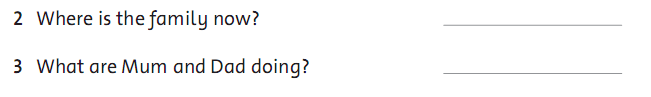 2 Where is the family now?
3 What are Mum and Dad doing?